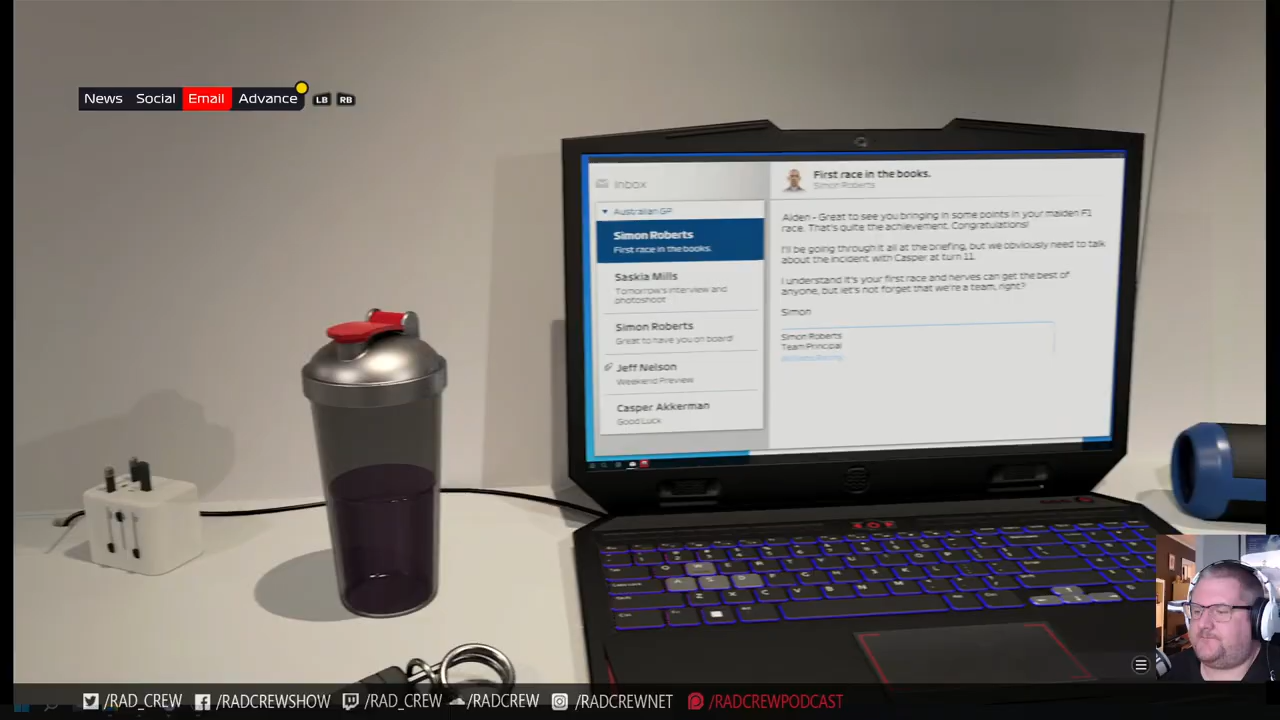 News Social Email Advance LB RB
Inbox
Australian GP
Simon Roberts
First race in the books.
Saskia Mills
Tomorrow's interview and
photoshoot
Simon Roberts
Great to have you on board!
Jeff Nelson
Weekend Preview
Casper Akkerman
Good Luck
First race in the books.
Simon Roberts
Aiden - Great to see you bringing in some points in your maiden F1
race. That's quite the achievement. Congratulations!
I'll be going through it all at the briefing, but we obviously need to talk
about the incident with Casper at turn 11.
I understand it's your first race and nerves can get the best of
anyone, but let's not forget that we're a team, right?
Simon
Simon Roberts
Team Principal
Williams Racing
/RAD_CREW /RADCREWSHOW /RAD_CREW /RADCREW /RADCREWNET /RADCREWPODCAST